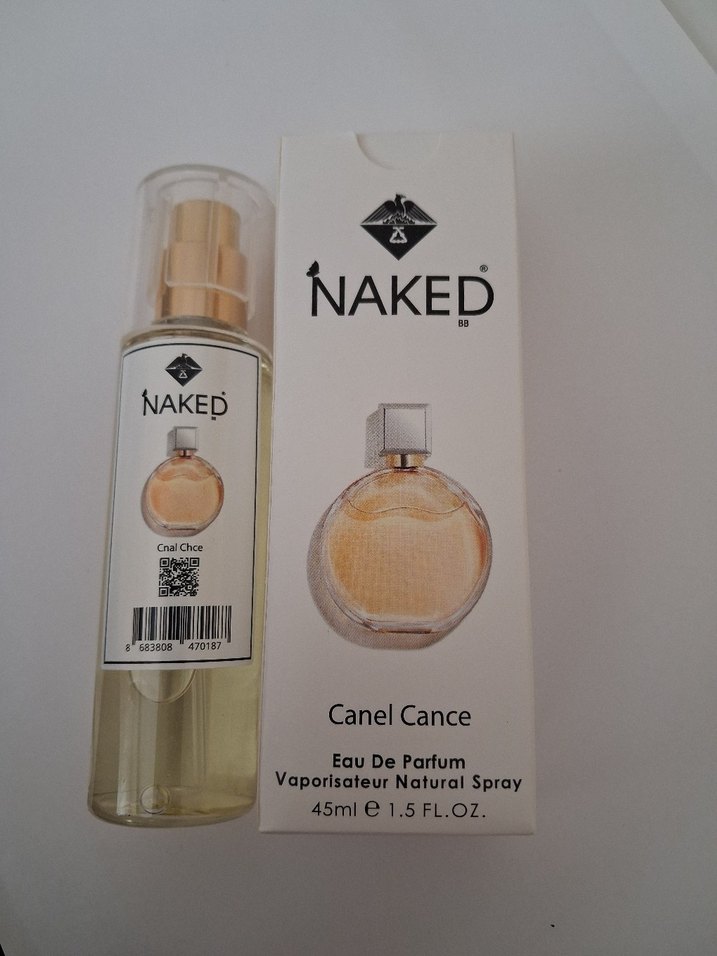 NAKED®
BB
Canel Cance
Eau De Parfum
Vaporisateur Natural Spray
45ml ℮ 1.5 FL.OZ.
NAKED®
Cnal Chce
8 683808 470187